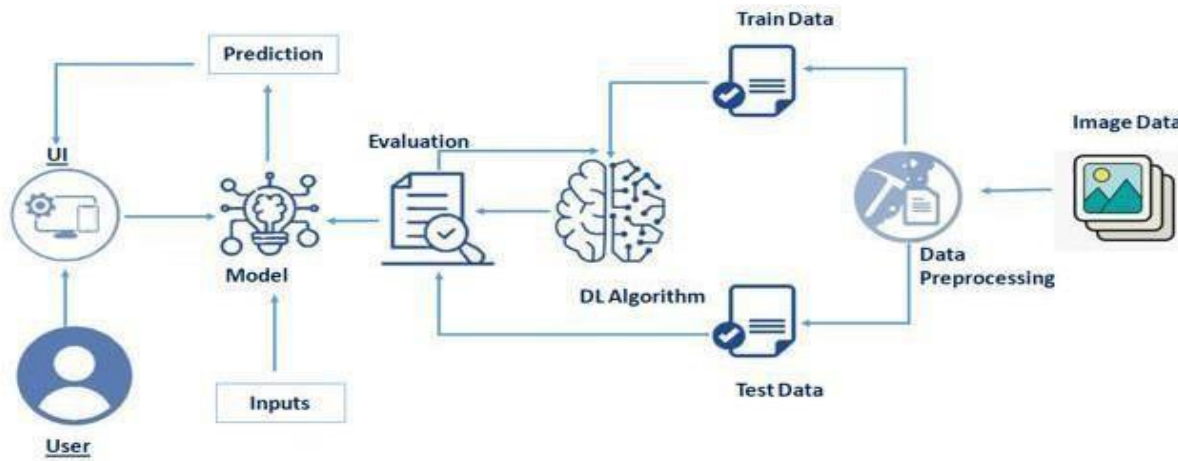 Train Data
Prediction
Image Data
Evaluation
UI
Model
Data
Preprocessing
DL Algorithm
Inputs
Test Data
User